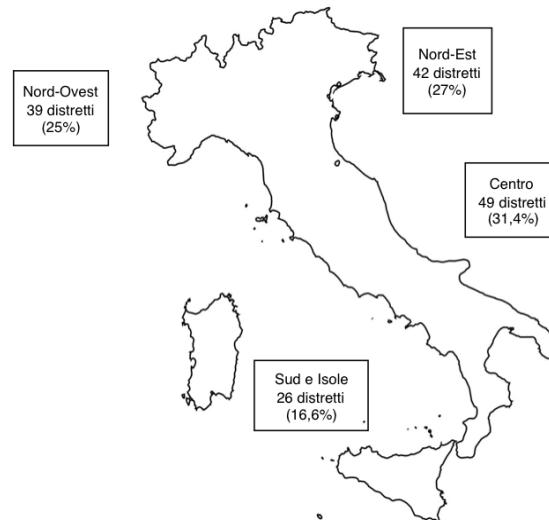 Nord-Est
42 distretti
(27%)
Nord-Ovest
39 distretti
(25%)
Centro
49 distretti
(31,4%)
Sud e Isole
26 distretti
(16,6%)